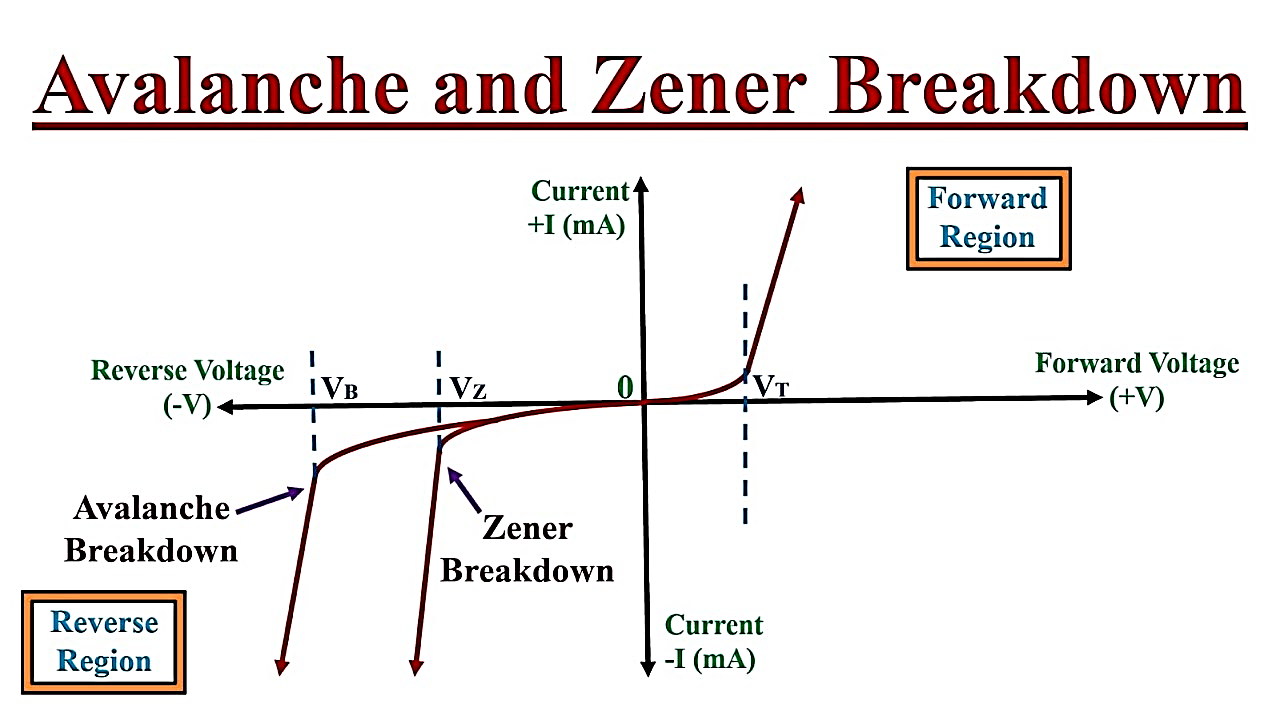 Avalanche and Zener Breakdown
Current
+I (mA)
Forward
Region
Reverse Voltage
(-V)
VB
VZ
0
VT
Forward Voltage
(+V)
Avalanche
Breakdown
Zener
Breakdown
Reverse
Region
Current
-I (mA)